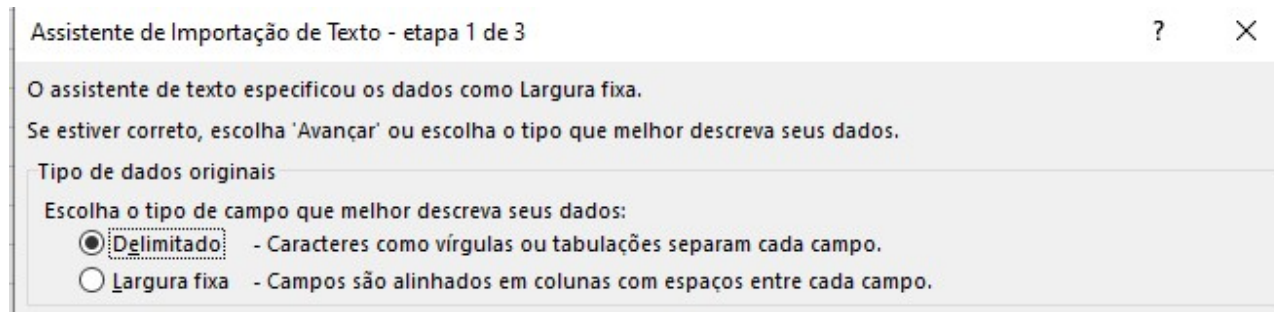 Assistente de Importação de Texto - etapa 1 de 3 ? ×
O assistente de texto especificou os dados como Largura fixa.
Se estiver correto, escolha 'Avançar' ou escolha o tipo que melhor descreva seus dados.
Tipo de dados originais
Escolha o tipo de campo que melhor descreva seus dados:
Delimitado - Caracteres como vírgulas ou tabulações separam cada campo.
Largura fixa - Campos são alinhados em colunas com espaços entre cada campo.